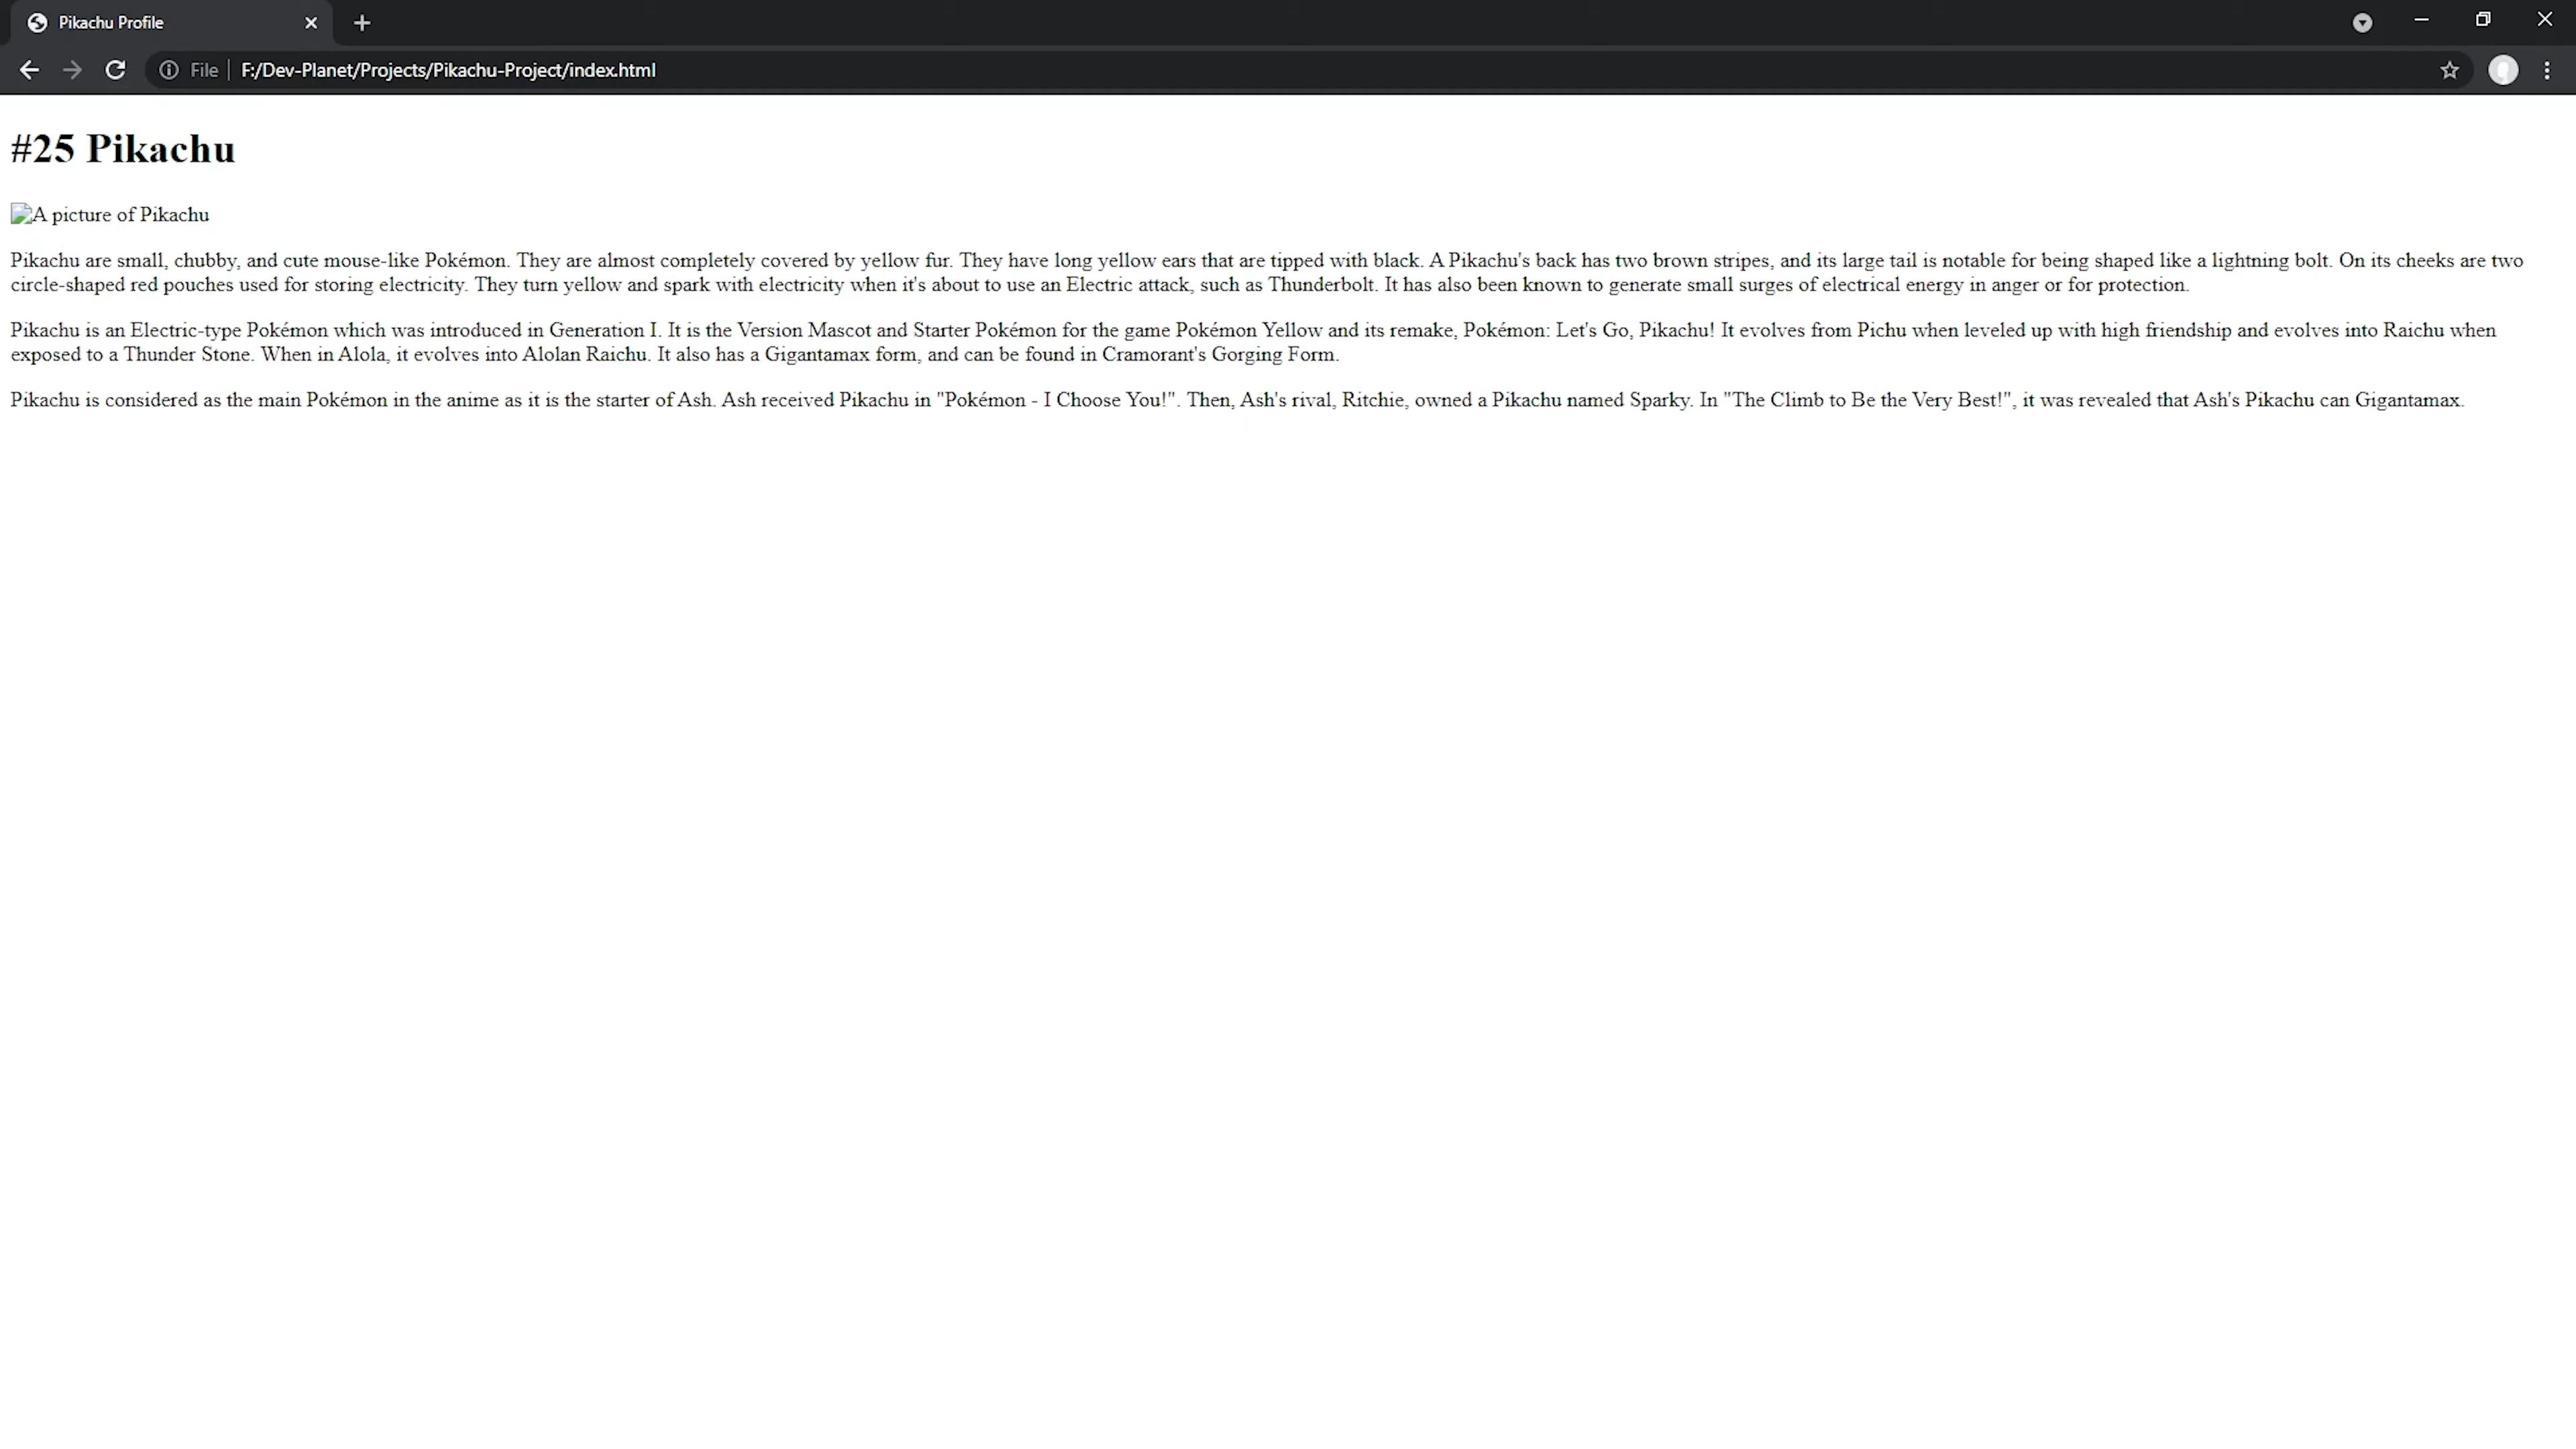 Pikachu Profile
File F:/Dev-Planet/Projects/Pikachu-Project/index.html
#25 Pikachu
A picture of Pikachu
Pikachu are small, chubby, and cute mouse-like Pokémon. They are almost completely covered by yellow fur. They have long yellow ears that are tipped with black. A Pikachu's back has two brown stripes, and its large tail is notable for being shaped like a lightning bolt. On its cheeks are two
circle-shaped red pouches used for storing electricity. They turn yellow and spark with electricity when it's about to use an Electric attack, such as Thunderbolt. It has also been known to generate small surges of electrical energy in anger or for protection.
Pikachu is an Electric-type Pokémon which was introduced in Generation I. It is the Version Mascot and Starter Pokémon for the game Pokémon Yellow and its remake, Pokémon: Let's Go, Pikachu! It evolves from Pichu when leveled up with high friendship and evolves into Raichu when
exposed to a Thunder Stone. When in Alola, it evolves into Alolan Raichu. It also has a Gigantamax form, and can be found in Cramorant's Gorging Form.
Pikachu is considered as the main Pokémon in the anime as it is the starter of Ash. Ash received Pikachu in "Pokémon - I Choose You!". Then, Ash's rival, Ritchie, owned a Pikachu named Sparky. In "The Climb to Be the Very Best!", it was revealed that Ash's Pikachu can Gigantamax.